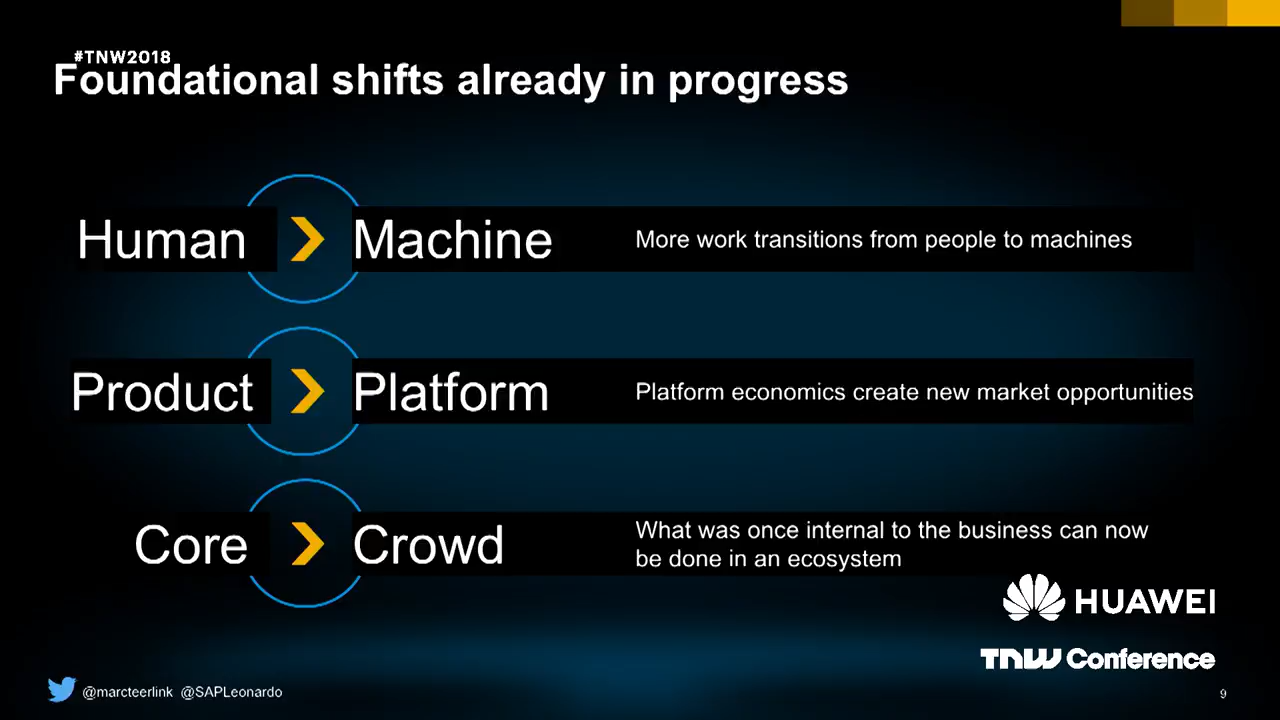 #TNW2018
Foundational shifts already in progress
Human
Machine
More work transitions from people to machines
Product
Platform
Platform economics create new market opportunities
Core
Crowd
What was once internal to the business can now
be done in an ecosystem
HUAWEI
TNW Conference
@marcteerlink @SAPLeonardo
9